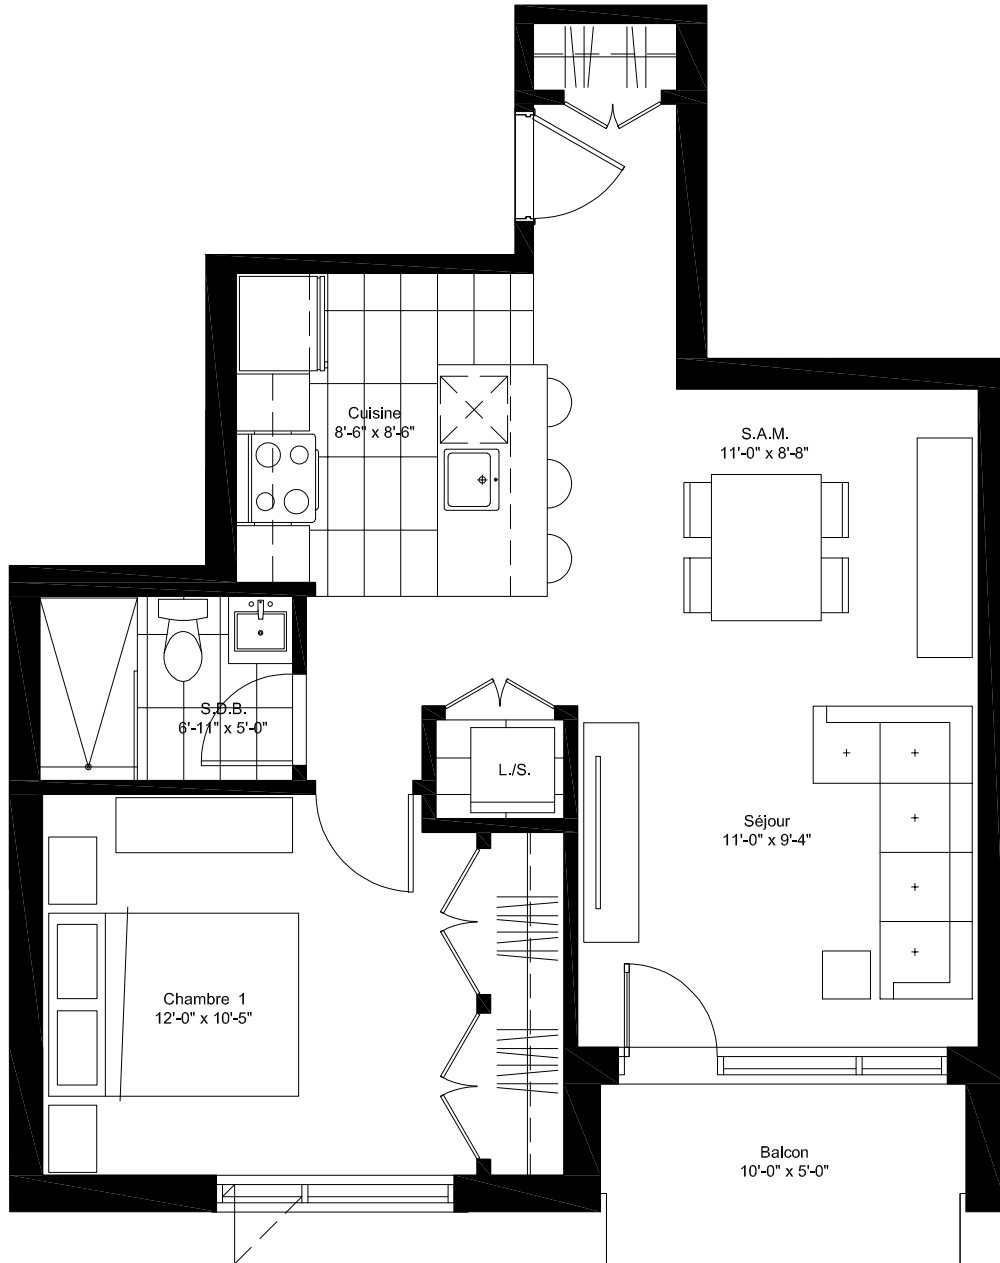 Cuisine
8'-6" x 8'-6"
S.A.M.
11'-0" x 8'-8"
S.D.B.
6'-11" x 5'-0"
L./S.
Séjour
11'-0" x 9'-4"
Chambre 1
12'-0" x 10'-5"
Balcon
10'-0" x 5'-0"